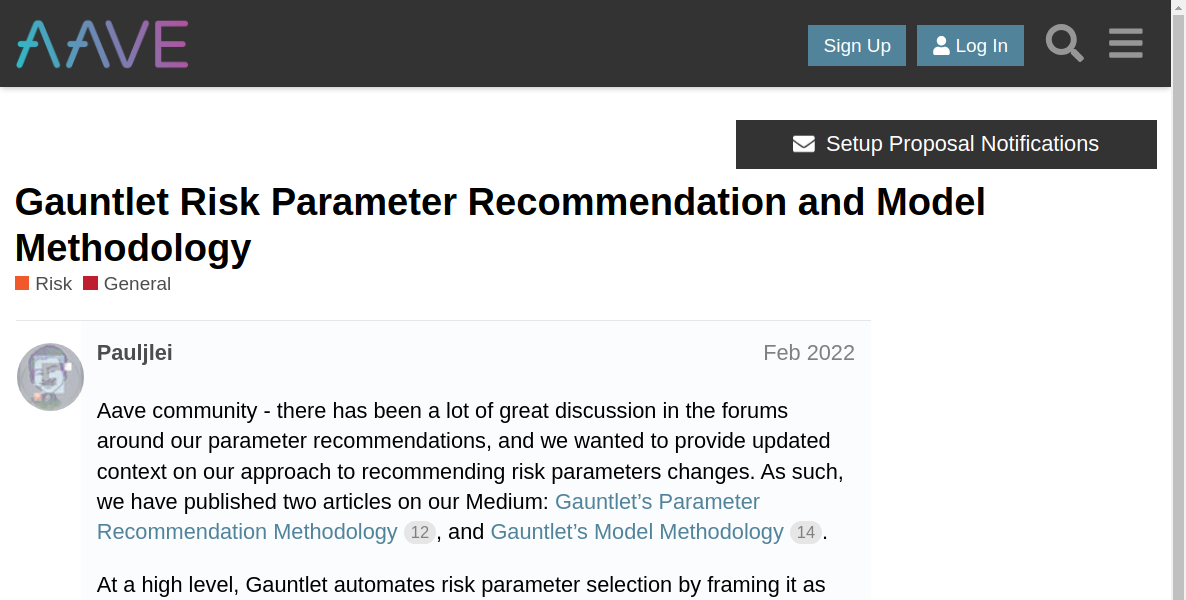 AAVE
Sign Up
Log In
Setup Proposal Notifications
Gauntlet Risk Parameter Recommendation and Model
Methodology
Risk General
Pauljlei Feb 2022
Aave community - there has been a lot of great discussion in the forums
around our parameter recommendations, and we wanted to provide updated
context on our approach to recommending risk parameters changes. As such,
we have published two articles on our Medium: Gauntlet’s Parameter
Recommendation Methodology 12 , and Gauntlet’s Model Methodology 14 .
At a high level, Gauntlet automates risk parameter selection by framing it as